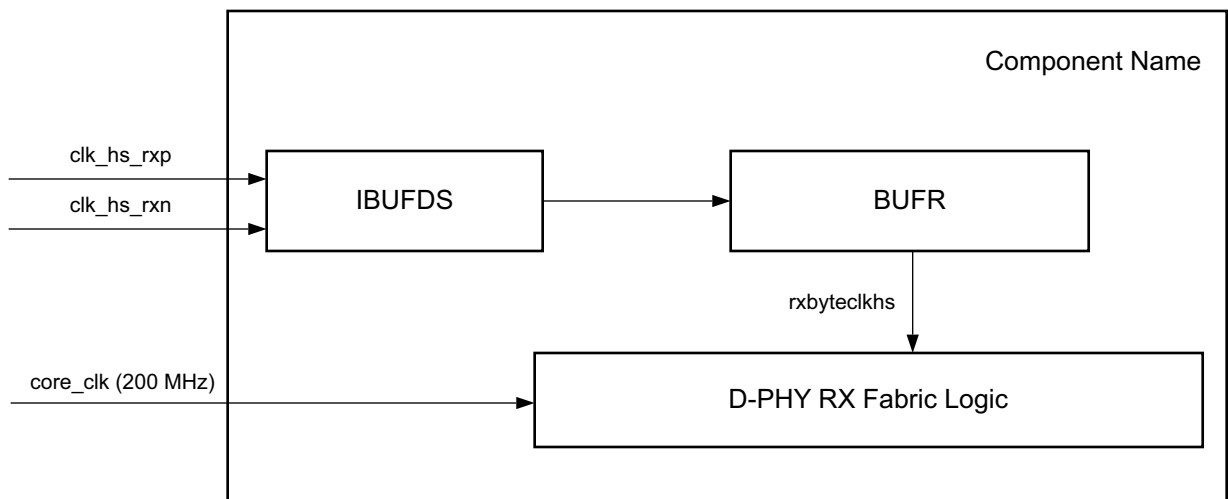 Component Name
clk_hs_rxp
clk_hs_rxn
IBUFDS
BUFR
rxbyteclkhs
core_clk (200 MHz)
D-PHY RX Fabric Logic